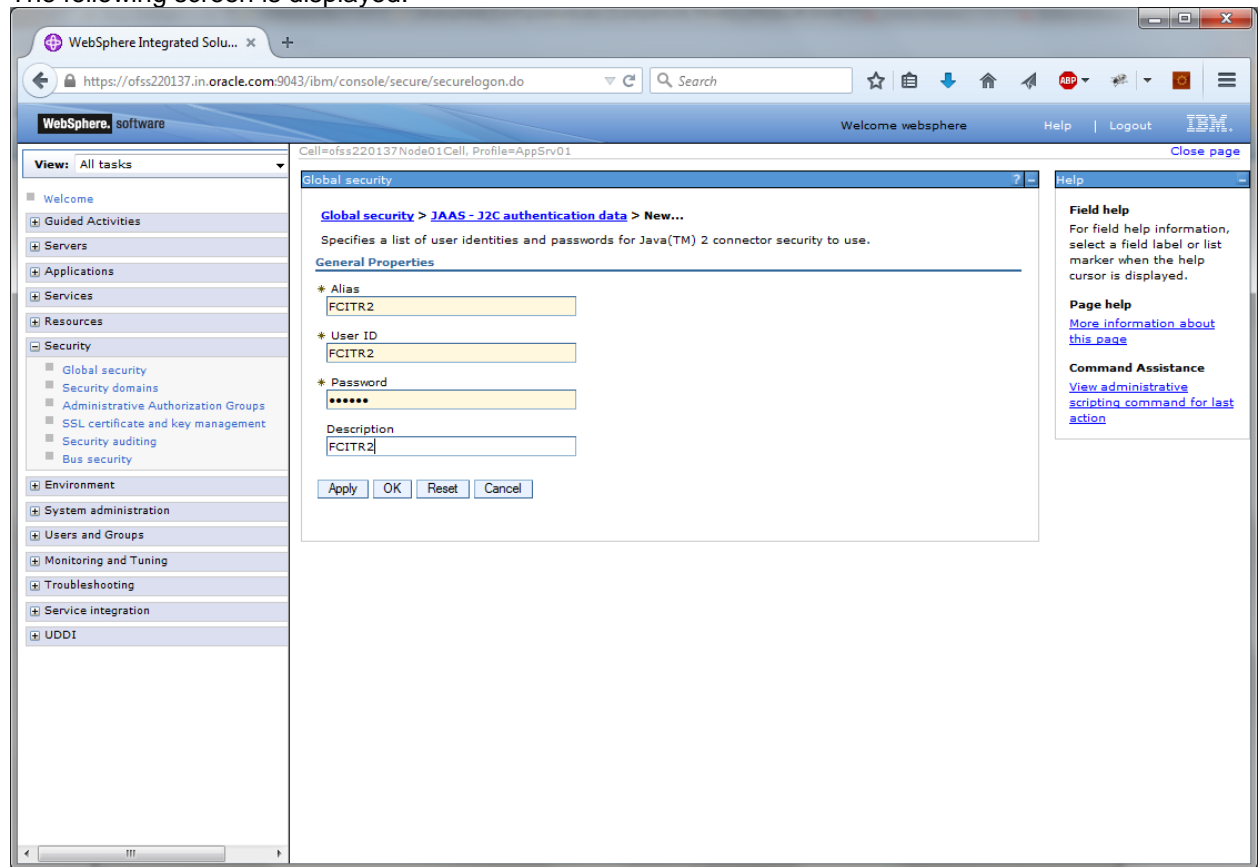 The following screen is displayed:
WebSphere Integrated Solu... × +
https://ofss220137.in.oracle.com:9043/ibm/console/secure/securelogon.do
Search
ABP
WebSphere. software
Welcome websphere
Help | Logout
IBM.
View: All tasks
Cell=ofss220137Node01Cell, Profile=AppSrv01
Close page
Welcome
Guided Activities
Servers
Applications
Services
Resources
Security
Global security
Security domains
Administrative Authorization Groups
SSL certificate and key management
Security auditing
Bus security
Environment
System administration
Users and Groups
Monitoring and Tuning
Troubleshooting
Service integration
UDDI
Global security ? -
Global security > JAAS - J2C authentication data > New...
Specifies a list of user identities and passwords for Java(TM) 2 connector security to use.
General Properties
* Alias
FCITR2
* User ID
FCITR2
* Password
••••••
Description
FCITR2
Apply OK Reset Cancel
Help -
Field help
For field help information,
select a field label or list
marker when the help
cursor is displayed.
Page help
More information about
this page
Command Assistance
View administrative
scripting command for last
action